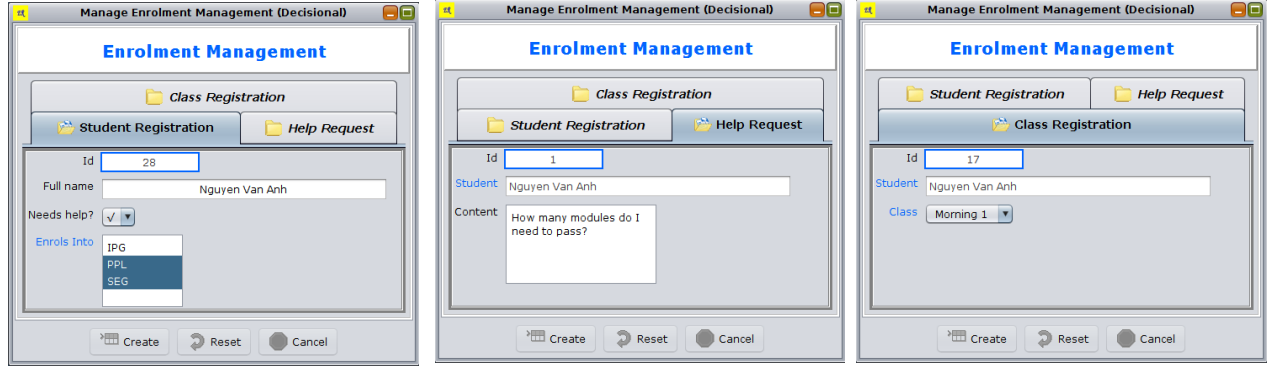 Manage Enrolment Management (Decisional)
Enrolment Management
Class Registration
Student Registration Help Request
Id 28
Full name Nguyen Van Anh
Needs help? √
Enrols Into IPG
PPL
SEG
Create Reset Cancel
Manage Enrolment Management (Decisional)
Enrolment Management
Class Registration
Student Registration Help Request
Id 1
Student Nguyen Van Anh
Content How many modules do I
need to pass?
Create Reset Cancel
Manage Enrolment Management (Decisional)
Enrolment Management
Student Registration Help Request
Class Registration
Id 17
Student Nguyen Van Anh
Class Morning 1
Create Reset Cancel